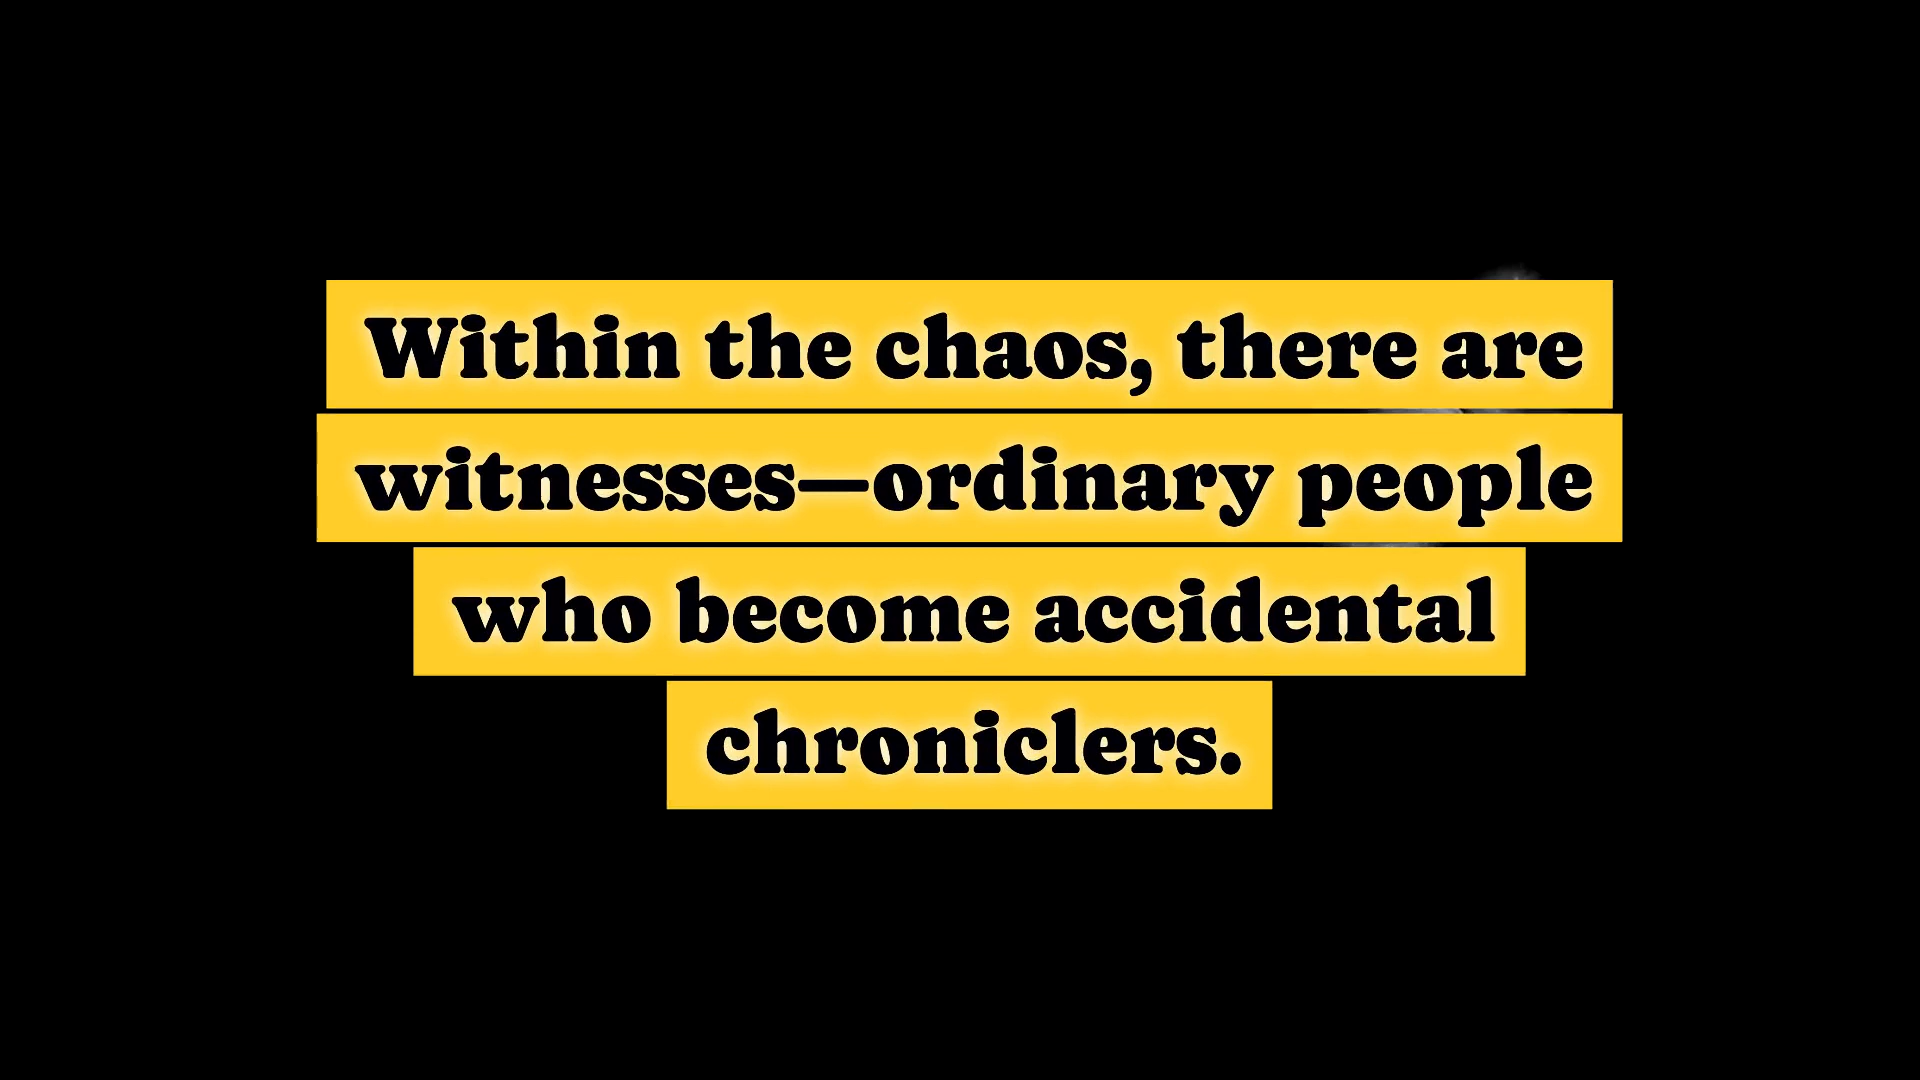 Within the chaos, there are
witnesses—ordinary people
who become accidental
chroniclers.